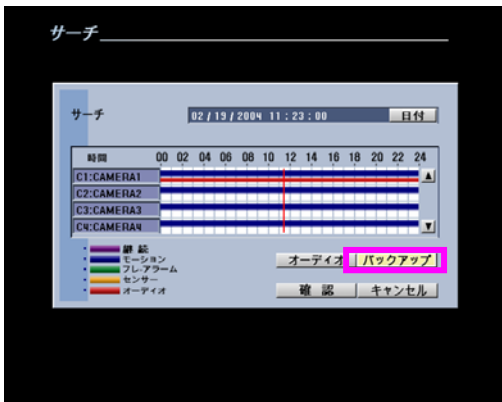 サーチ
サーチ 02/19/2004 11:23:00 日付
時間 00 02 04 06 08 10 12 14 16 18 20 22 24
C1:CAMERA1
C2:CAMERA2
C3:CAMERA3
C4:CAMERA4
継続
モーション
プレ-アラーム
センサー
オーディオ
オーディオ バックアップ
確認 キャンセル